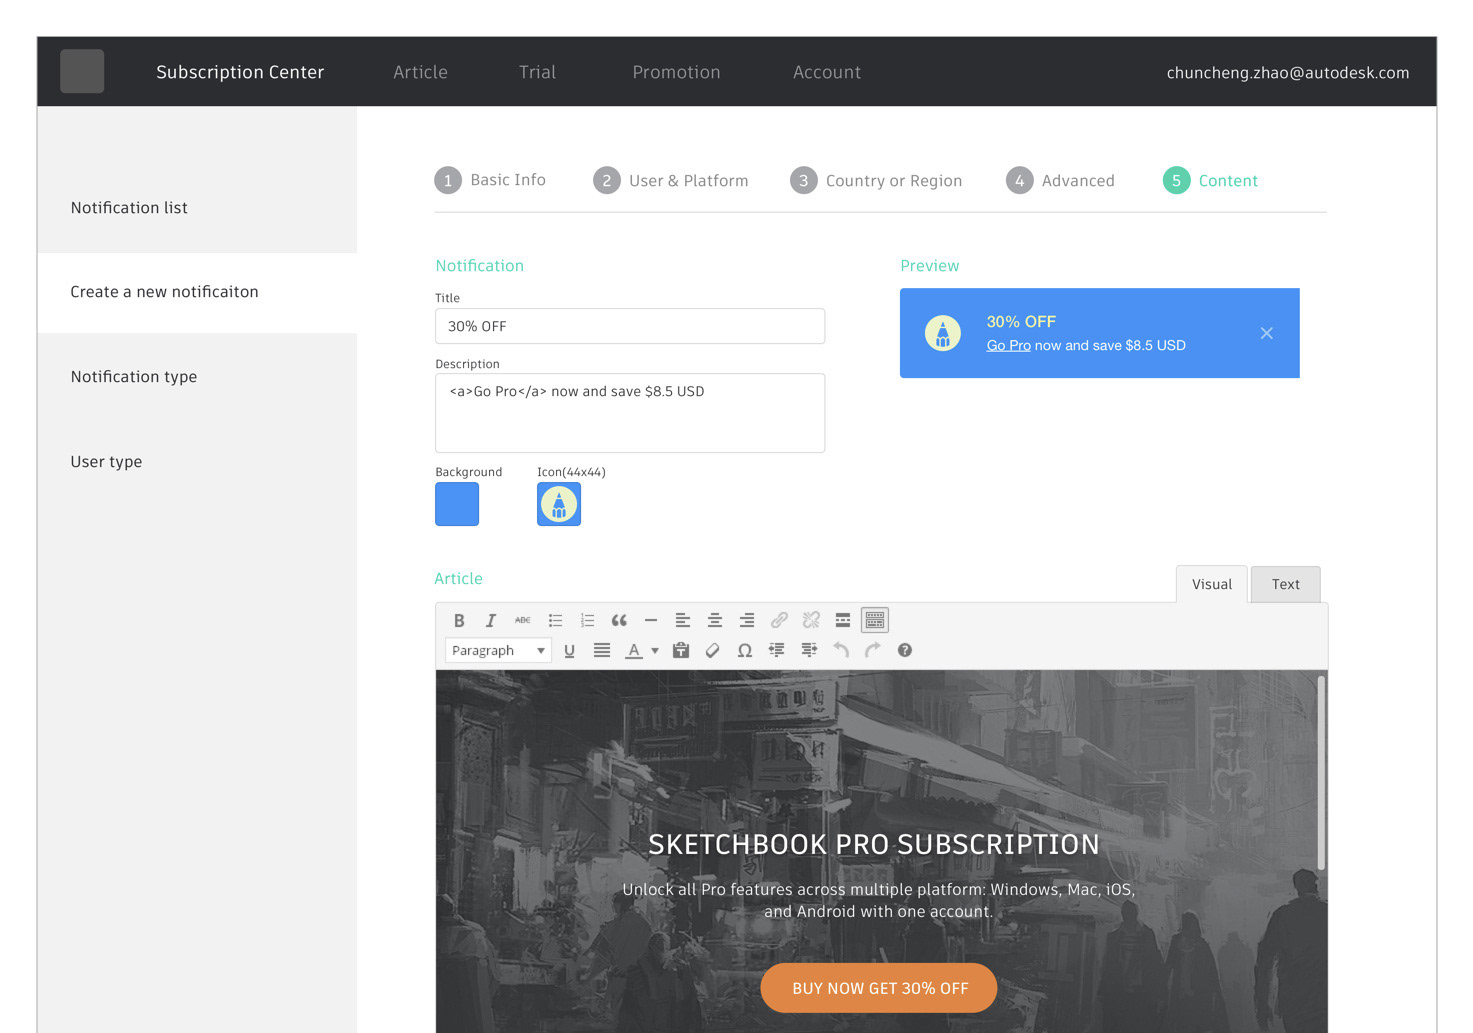 Subscription Center Article Trial Promotion Account chuncheng.zhao@autodesk.com
Notification list
Create a new notificaiton
Notification type
User type
1 Basic Info 2 User & Platform 3 Country or Region 4 Advanced 5 Content
Notification
Title
30% OFF
Description
<a>Go Pro</a> now and save $8.5 USD
Background Icon(44x44)
Preview
30% OFF
Go Pro now and save $8.5 USD
Article
Visual Text
B I ABC
Paragraph U A T Ω ?
SKETCHBOOK PRO SUBSCRIPTION
Unlock all Pro features across multiple platform: Windows, Mac, iOS,
and Android with one account.
BUY NOW GET 30% OFF